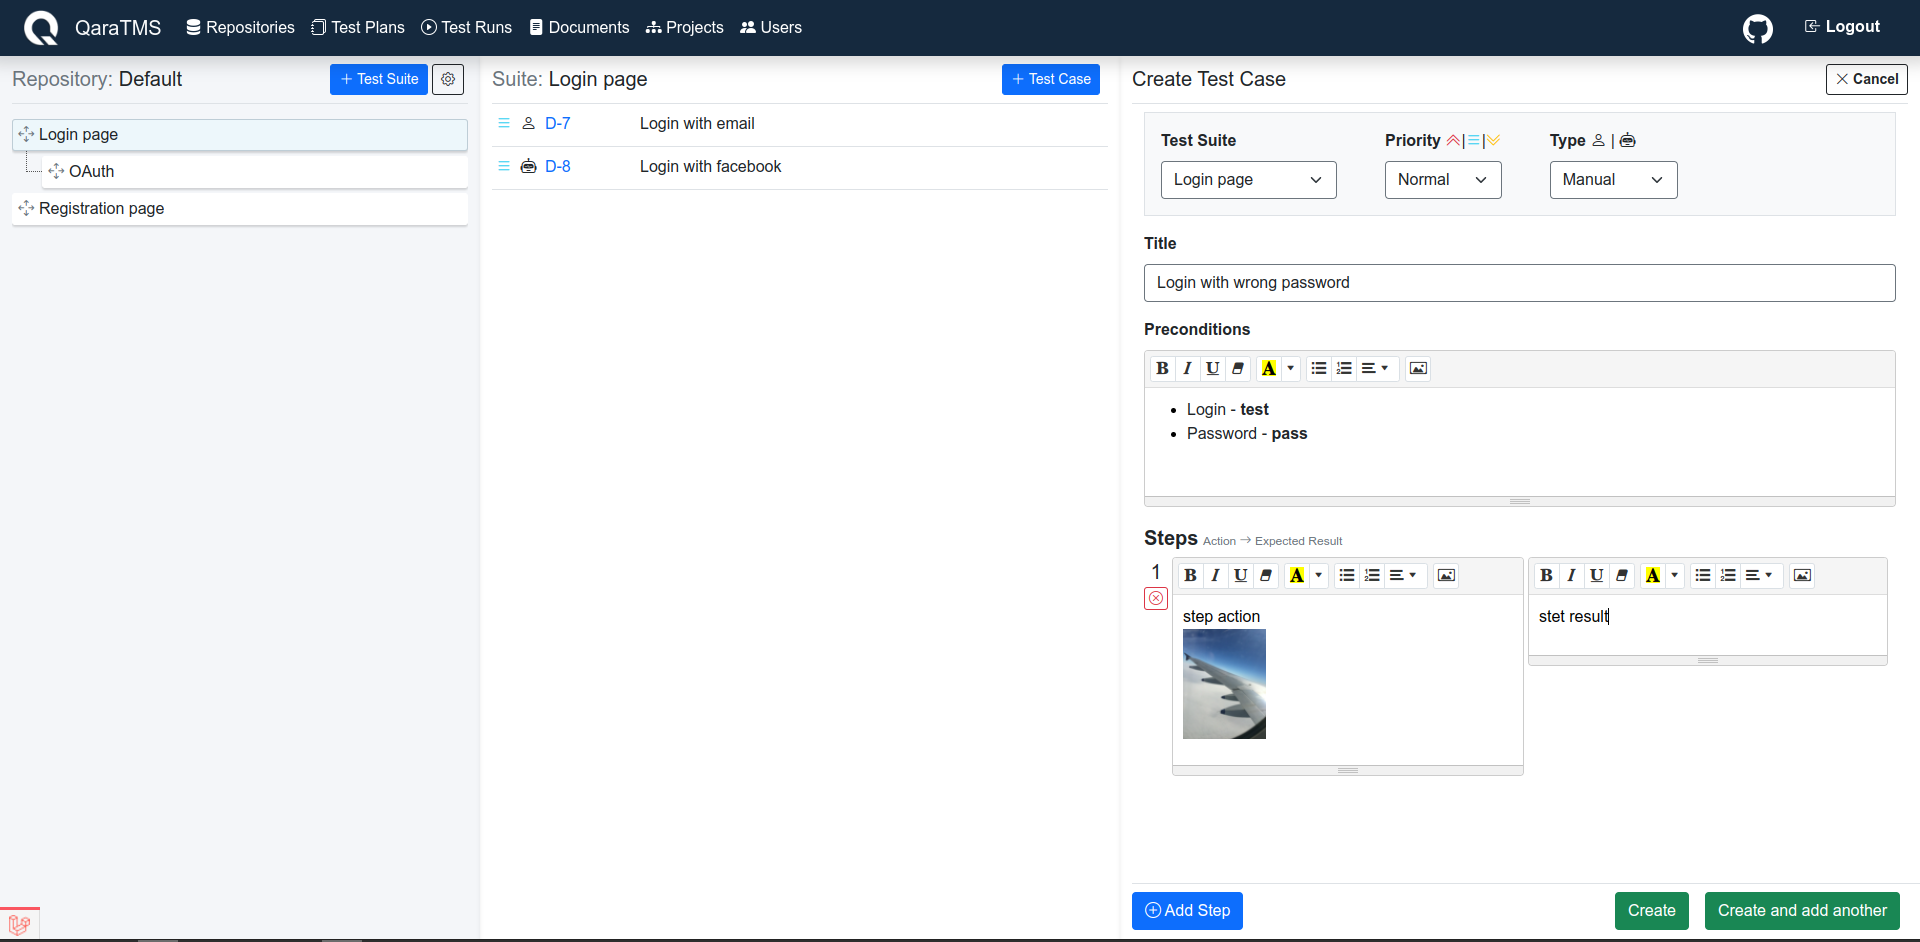 QaraTMS Repositories Test Plans Test Runs Documents Projects Users Logout
Repository: Default + Test Suite
Login page
OAuth
Registration page
Suite: Login page + Test Case
D-7 Login with email
D-8 Login with facebook
Create Test Case Cancel
Test Suite Priority | | Type |
Login page Normal Manual
Title
Login with wrong password
Preconditions
B I U A
• Login - test
• Password - pass
Steps Action → Expected Result
1 B I U A B I U A
step action stet result
Add Step Create Create and add another